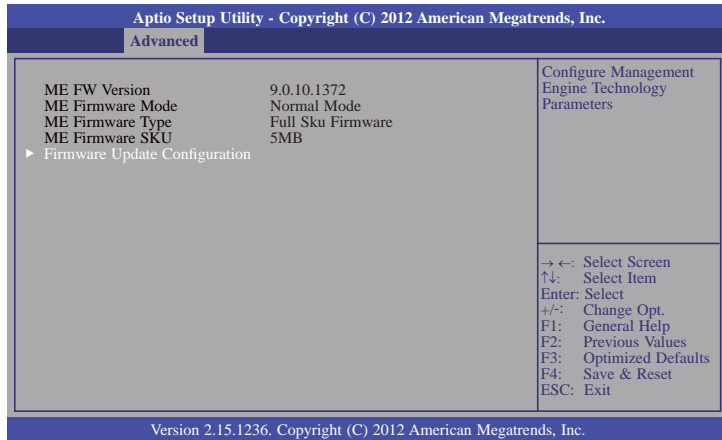 Aptio Setup Utility - Copyright (C) 2012 American Megatrends, Inc.
Advanced
ME FW Version 9.0.10.1372
ME Firmware Mode Normal Mode
ME Firmware Type Full Sku Firmware
ME Firmware SKU 5MB
► Firmware Update Configuration
Configure Management
Engine Technology
Parameters
→ ←: Select Screen
↑↓: Select Item
Enter: Select
+/-: Change Opt.
F1: General Help
F2: Previous Values
F3: Optimized Defaults
F4: Save & Reset
ESC: Exit
Version 2.15.1236. Copyright (C) 2012 American Megatrends, Inc.